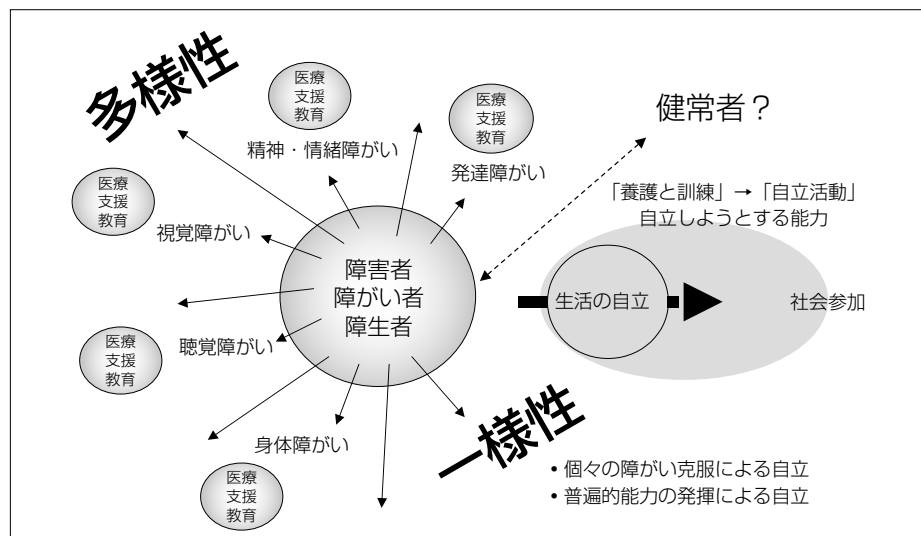 多様性
医療
支援
教育
精神・情緒障がい
医療
支援
教育
発達障がい
健常者？
医療
支援
教育
視覚障がい
「養護と訓練」→「自立活動」
自立しようとする能力
障害者
障がい者
障生者
生活の自立
社会参加
医療
支援
教育
聴覚障がい
身体障がい
一様性
医療
支援
教育
• 個々の障がい克服による自立
• 普遍的能力の発揮による自立